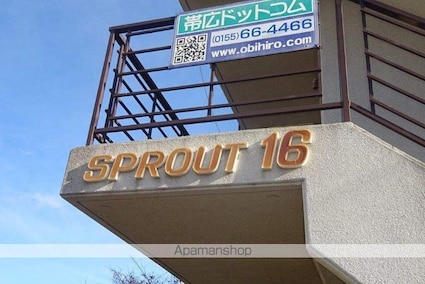 帯広ドットコム
(0155)66-4466
www.obihiro.com
SPROUT 16
Apamanshop